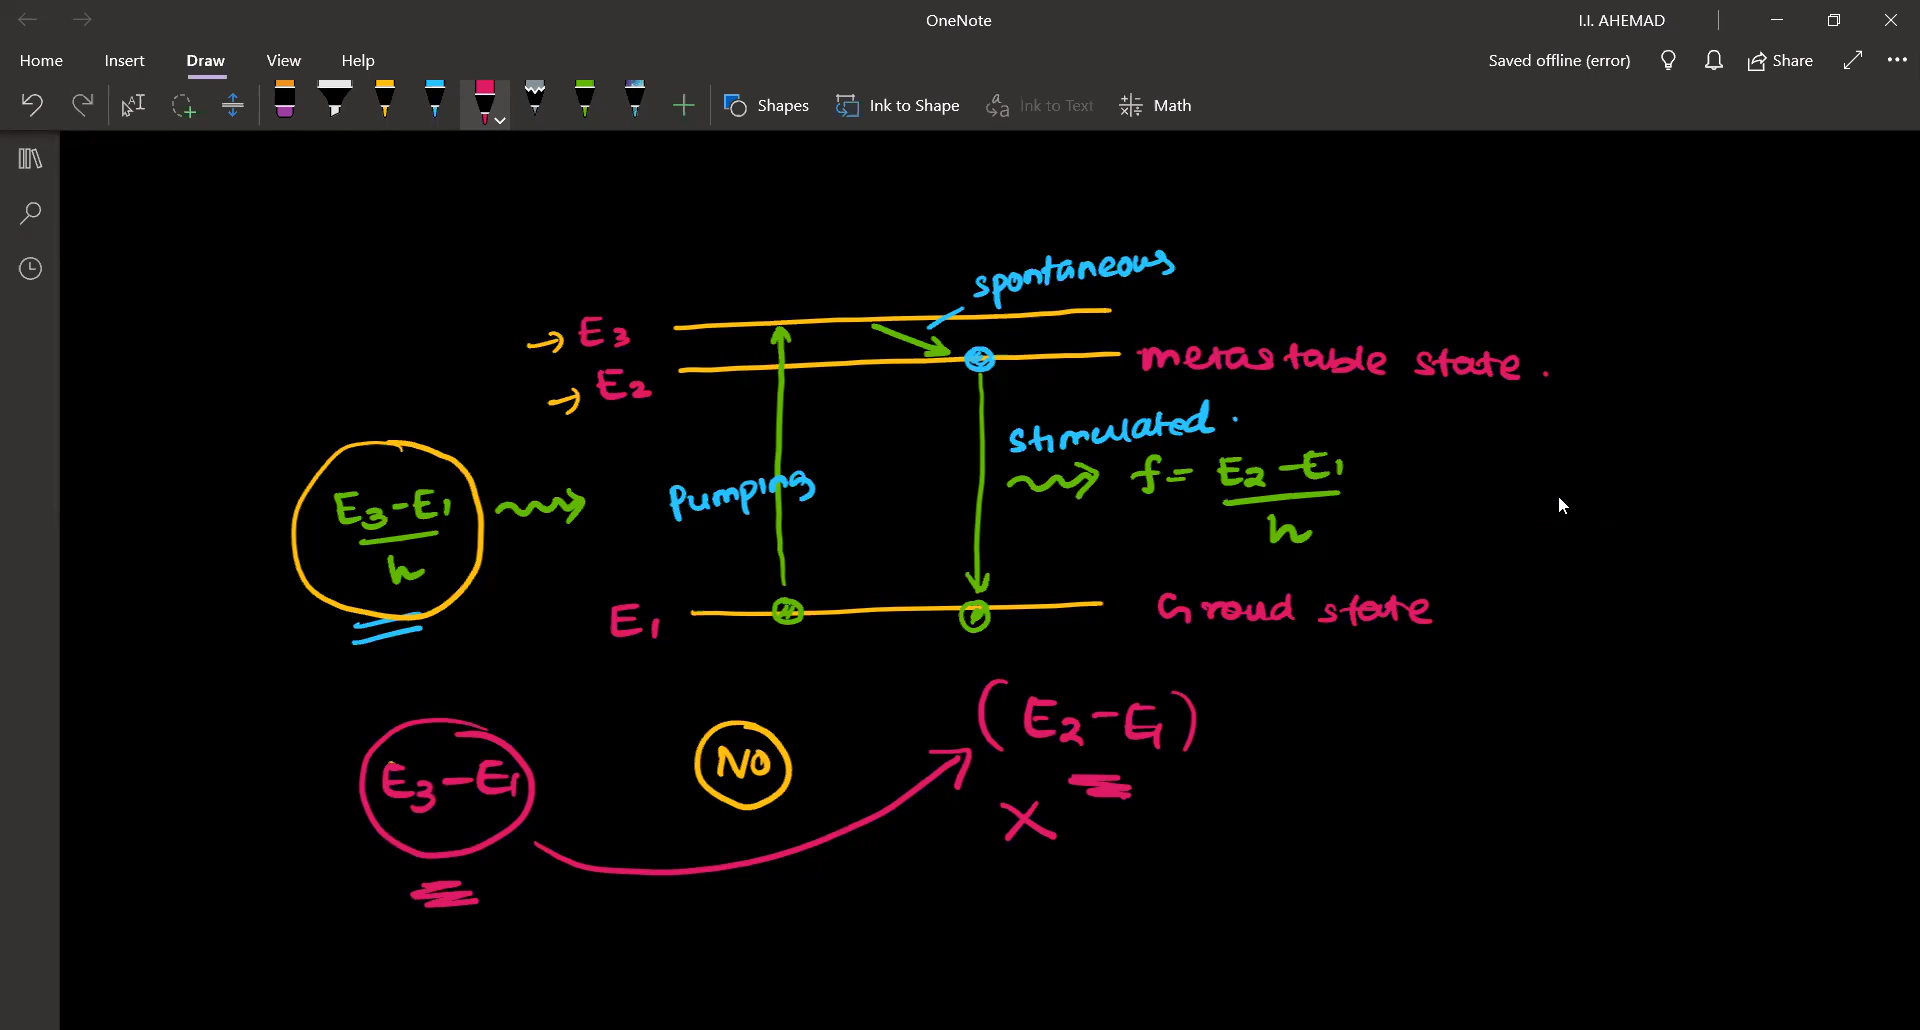 OneNote
I.I. AHEMAD
Home Insert Draw View Help
Saved offline (error) Share
Shapes Ink to Shape Ink to Text Math
spontaneous
→ E3
→ E2
metastable state.
stimulated.
f = E2 - E1
h
E3 - E1
h
Pumping
E1
Groud state
(E2 - E1)
NO
E3 - E1
X